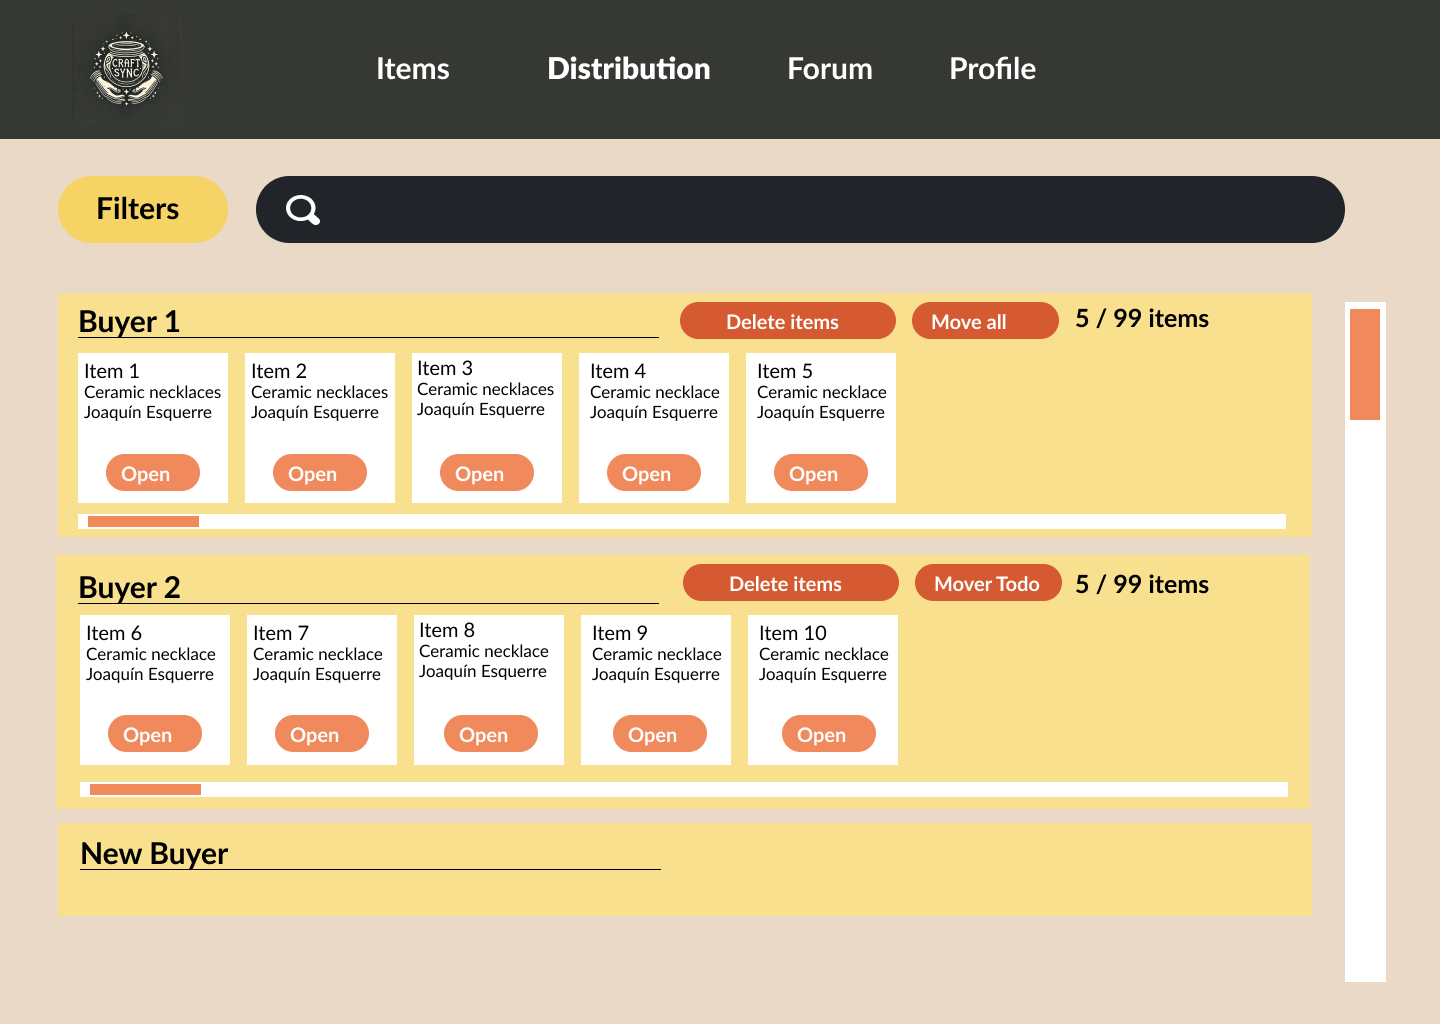 CRAFT
SYNC
Items
Distribution
Forum
Profile
Filters
Buyer 1
Delete items
Move all
5 / 99 items
Item 1
Ceramic necklaces
Joaquín Esquerre
Open
Item 2
Ceramic necklaces
Joaquín Esquerre
Open
Item 3
Ceramic necklaces
Joaquín Esquerre
Open
Item 4
Ceramic necklace
Joaquín Esquerre
Open
Item 5
Ceramic necklace
Joaquín Esquerre
Open
Buyer 2
Delete items
Mover Todo
5 / 99 items
Item 6
Ceramic necklace
Joaquín Esquerre
Open
Item 7
Ceramic necklace
Joaquín Esquerre
Open
Item 8
Ceramic necklace
Joaquín Esquerre
Open
Item 9
Ceramic necklace
Joaquín Esquerre
Open
Item 10
Ceramic necklace
Joaquín Esquerre
Open
New Buyer